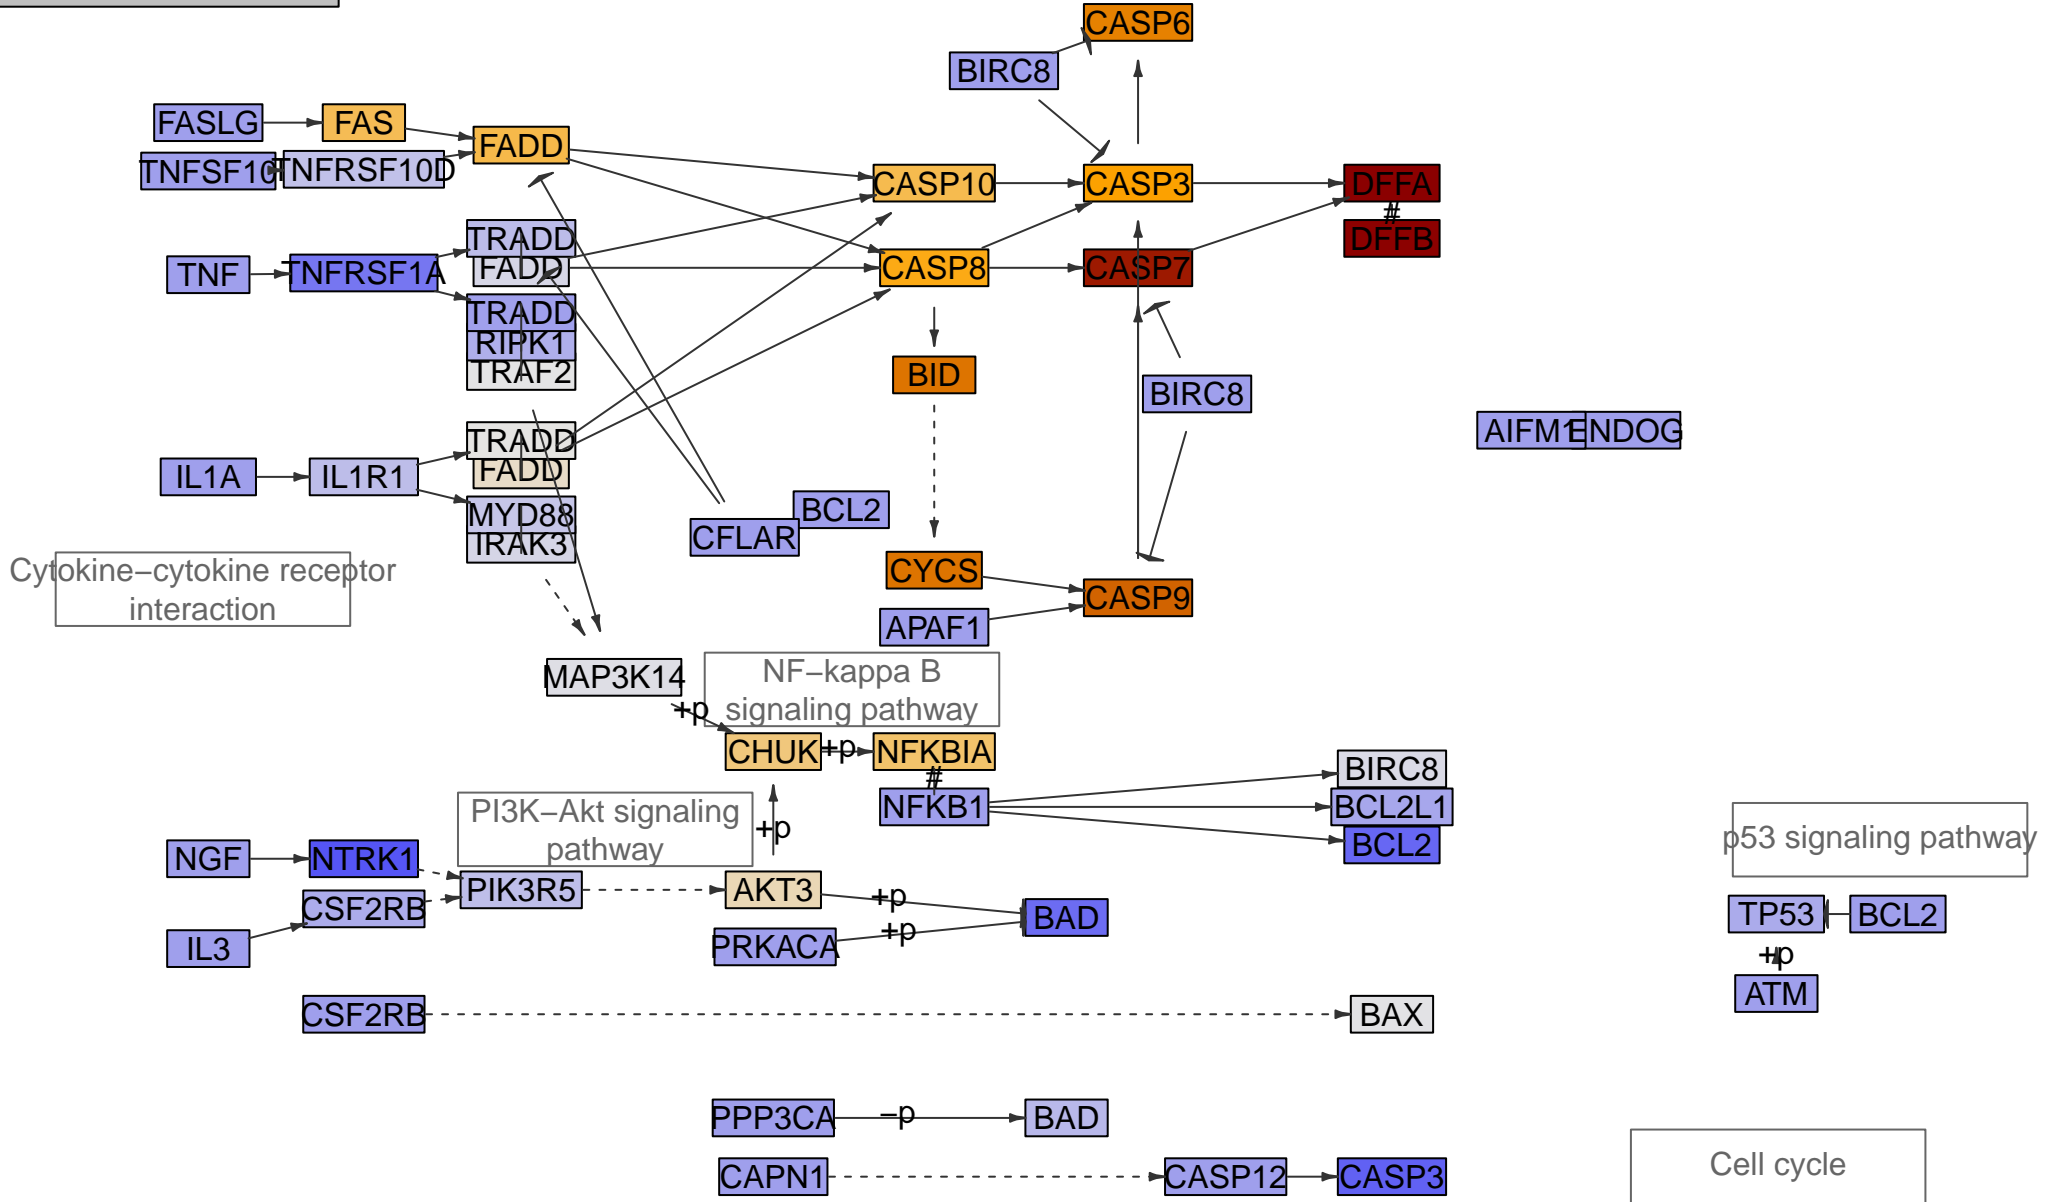 CASP6
BIRC8
FASLG
FAS
FADD
TNFSF10
TNFRSF10D
CASP10
CASP3
DFFA
#
DFFB
TRADD
FADD
TNF
TNFRSF1A
CASP8
CASP7
TRADD
RIPK1
TRAF2
BID
BIRC8
AIFM1
ENDOG
TRADD
FADD
IL1A
IL1R1
MYD88
IRAK3
BCL2
CFLAR
Cytokine–cytokine receptor
interaction
CYCS
CASP9
APAF1
MAP3K14
NF–kappa B
signaling pathway
+p
CHUK
+p
NFKBIA
#
NFKB1
BIRC8
BCL2L1
BCL2
PI3K–Akt signaling
pathway
+p
p53 signaling pathway
NGF
NTRK1
CSF2RB
PIK3R5
AKT3
+p
BAD
IL3
PRKACA
+p
TP53
BCL2
+p
ATM
CSF2RB
BAX
PPP3CA
–p
BAD
CAPN1
CASP12
CASP3
Cell cycle